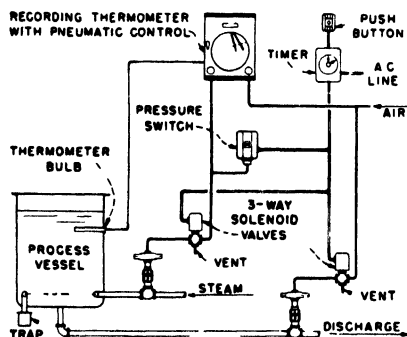 RECORDING THERMOMETER
WITH PNEUMATIC CONTROL
PUSH
BUTTON
TIMER
A C
LINE
AIR
PRESSURE
SWITCH
THERMOMETER
BULB
3-WAY
SOLENOID
VALVES
PROCESS
VESSEL
VENT
STEAM
VENT
TRAP
DISCHARGE